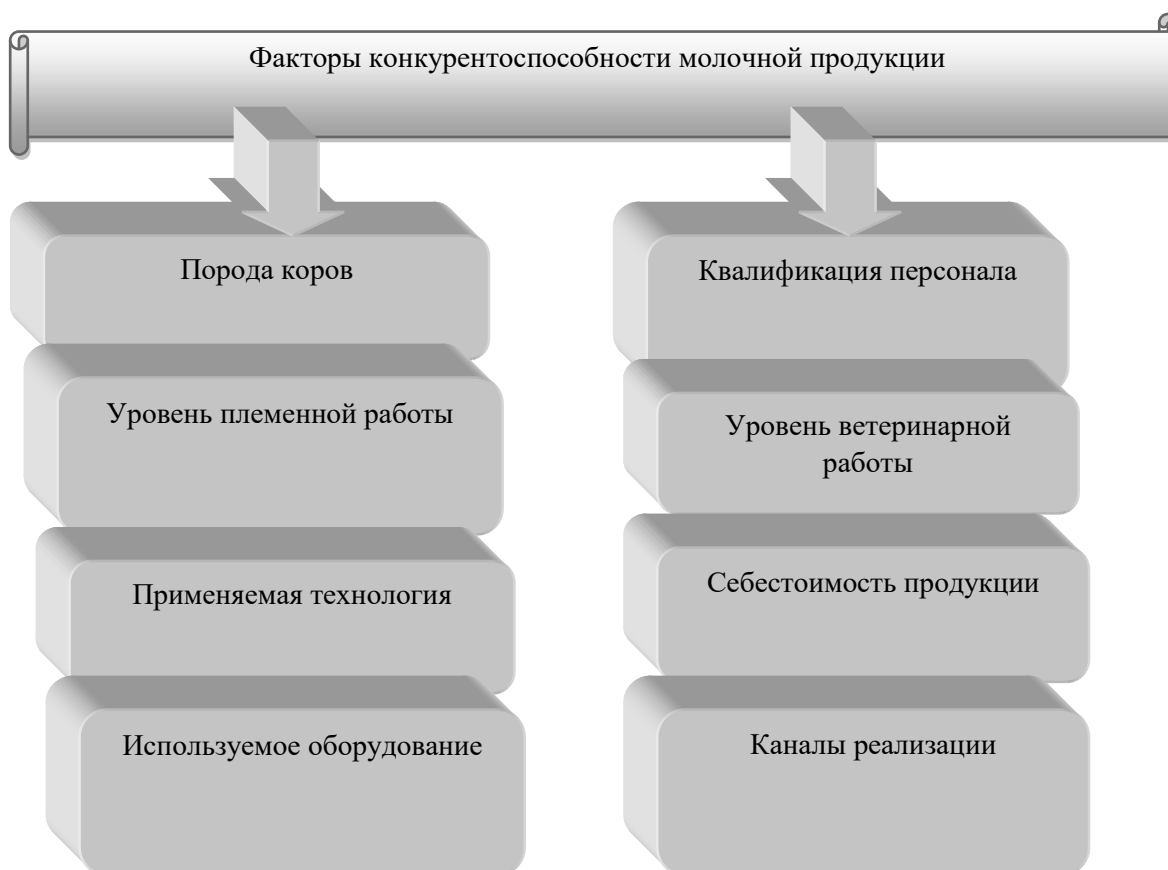 Факторы конкурентоспособности молочной продукции
Порода коров
Уровень племенной работы
Применяемая технология
Используемое оборудование
Квалификация персонала
Уровень ветеринарной
работы
Себестоимость продукции
Каналы реализации